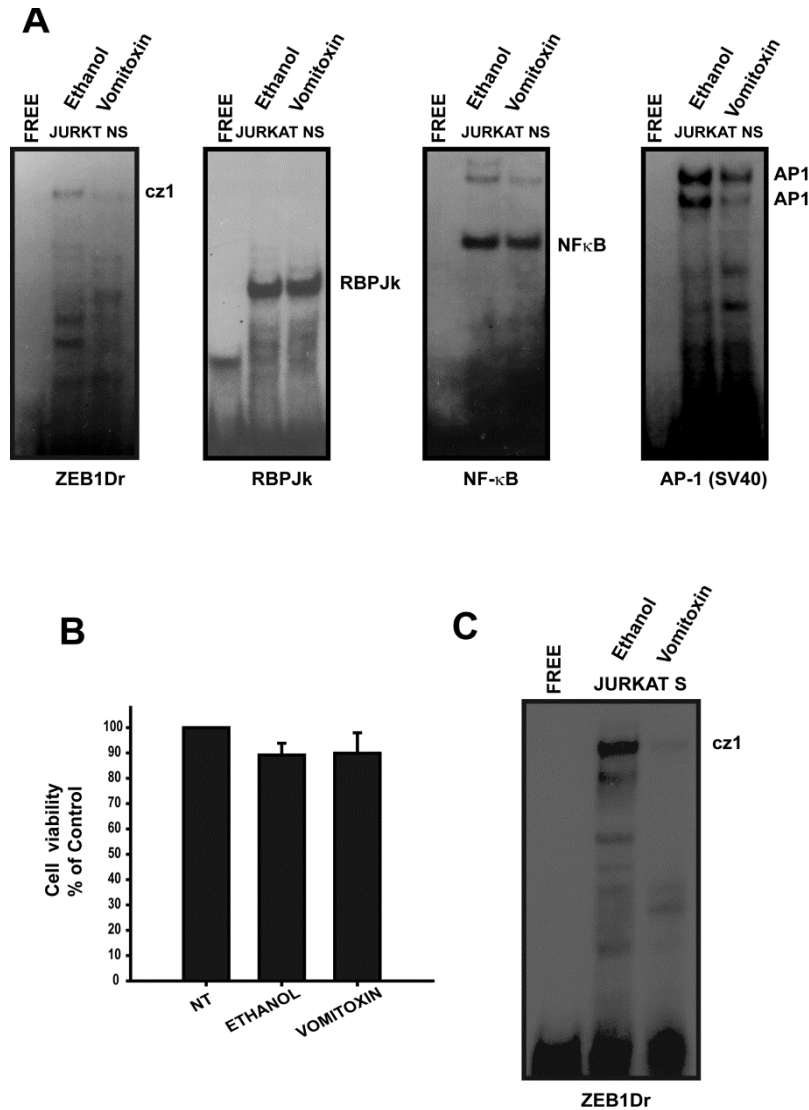 A
FREE
Ethanol
Vomitoxin
JURKT NS
cz1
ZEB1Dr
FREE
Ethanol
Vomitoxin
JURKAT NS
RBPJk
RBPJk
FREE
Ethanol
Vomitoxin
JURKAT NS
NFκB
NF-κB
FREE
Ethanol
Vomitoxin
JURKAT NS
AP1
AP1
AP-1 (SV40)
B
Cell viability
% of Control
100
90
80
70
60
50
40
30
20
10
0
NT
ETHANOL
VOMITOXIN
C
FREE
Ethanol
Vomitoxin
JURKAT S
cz1
ZEB1Dr